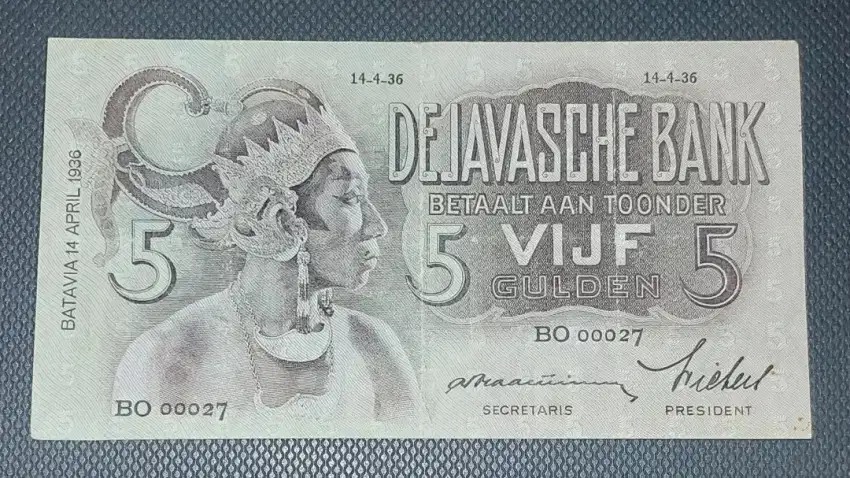 14-4-36
14-4-36
DE JAVASCHE BANK
BETAALT AAN TOONDER
5
5 VIJF 5
GULDEN
BATAVIA 14 APRIL 1936
BO 00027
BO 00027
SECRETARIS
PRESIDENT